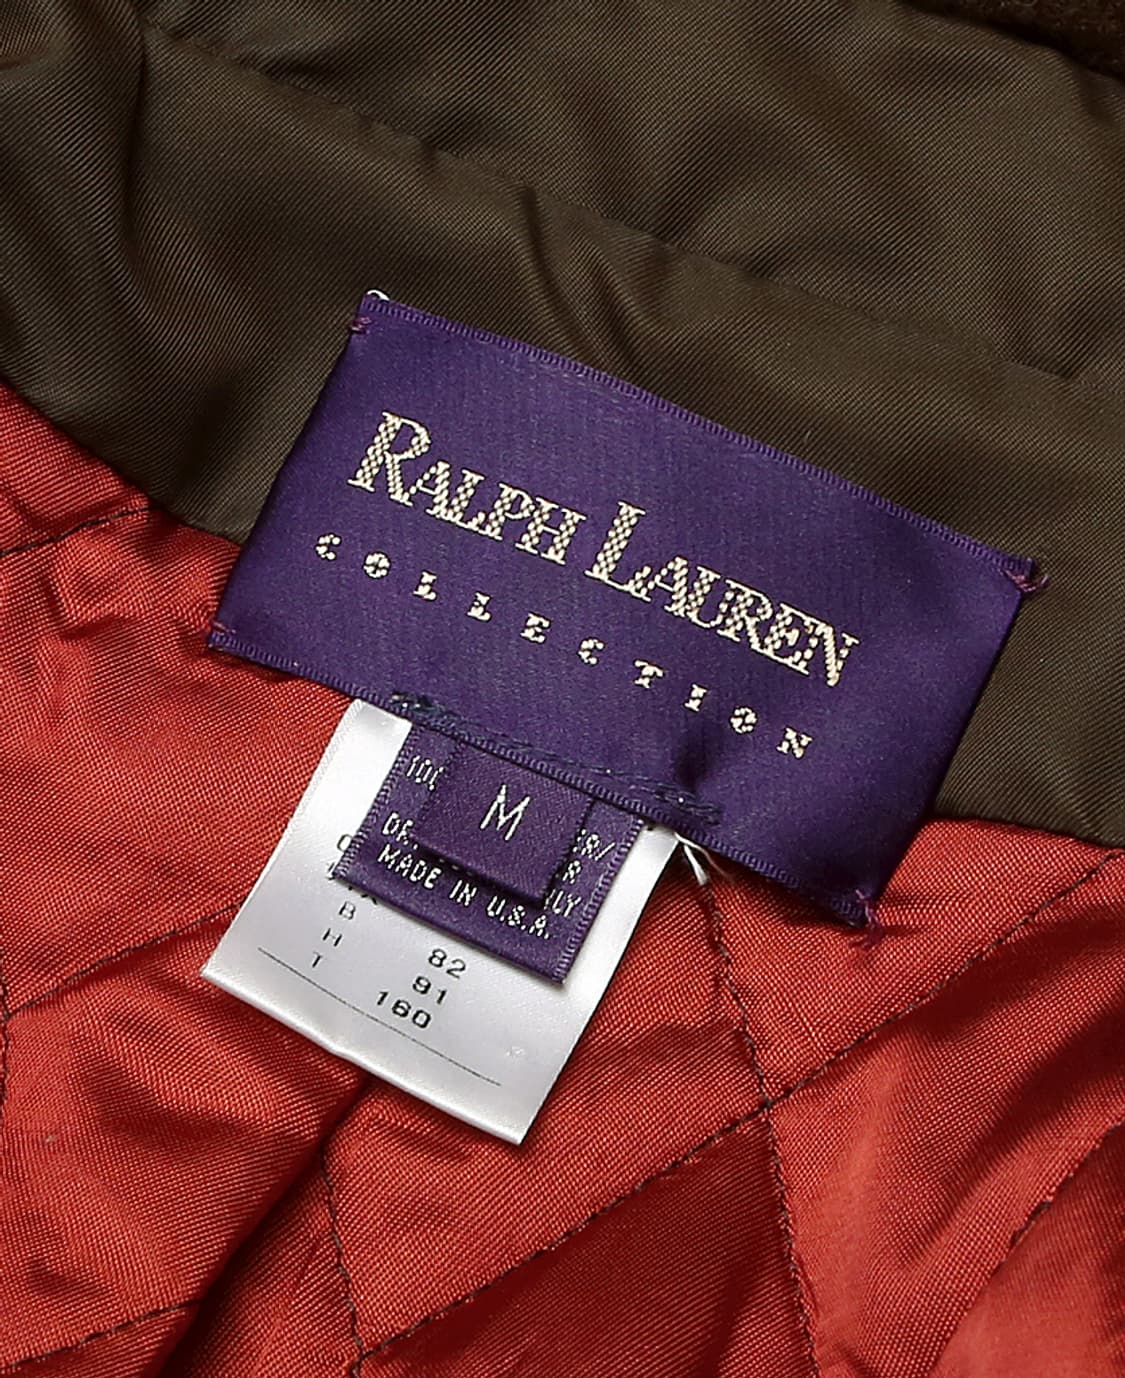 RALPH LAUREN
COLLECTION
M
MADE IN U.S.A.
B 82
H 91
T 160